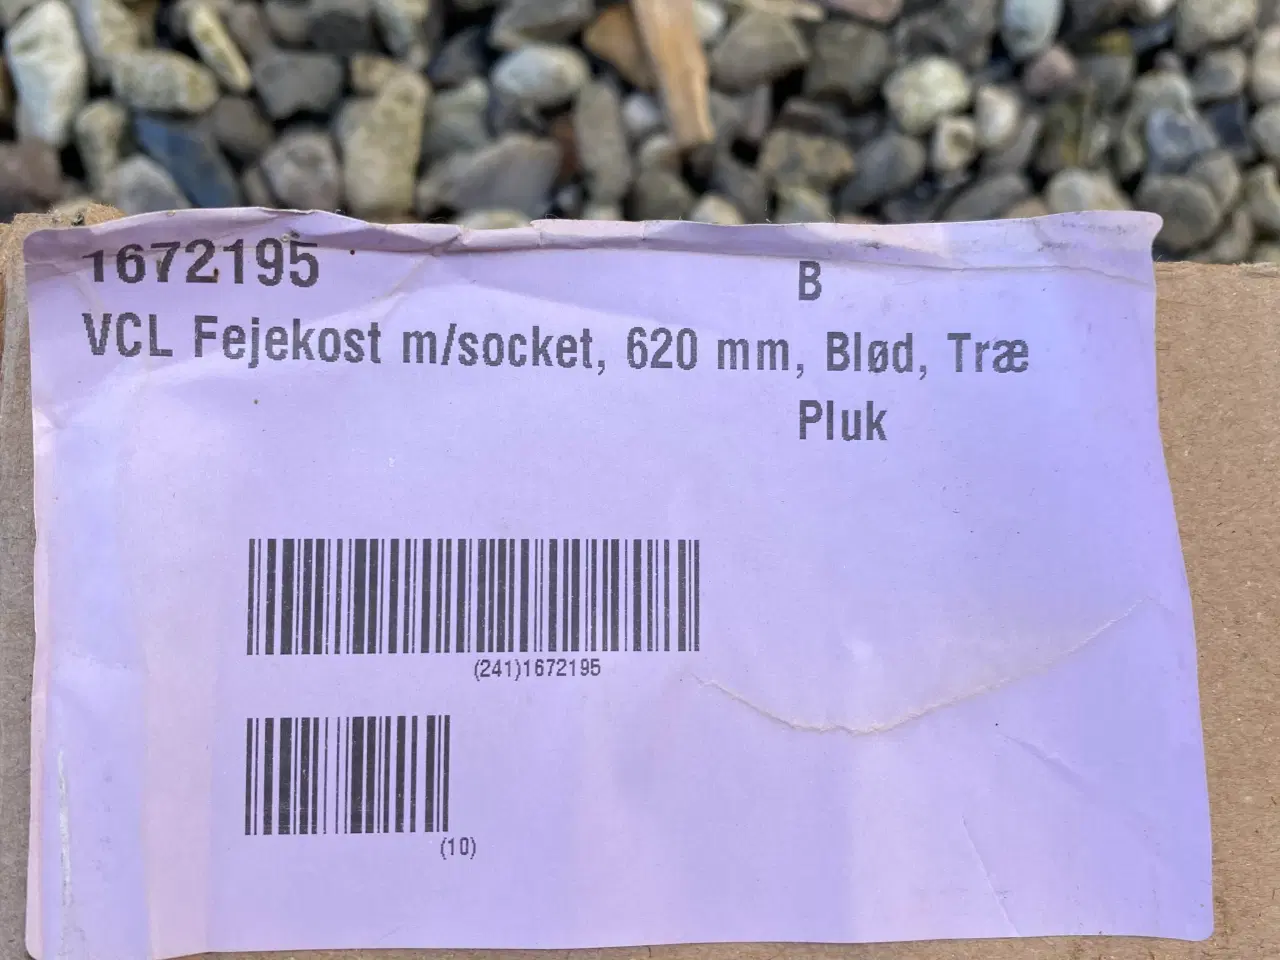 1672195
B
VCL Fejekost m/socket, 620 mm, Blød, Træ
Pluk
(241)1672195
(10)